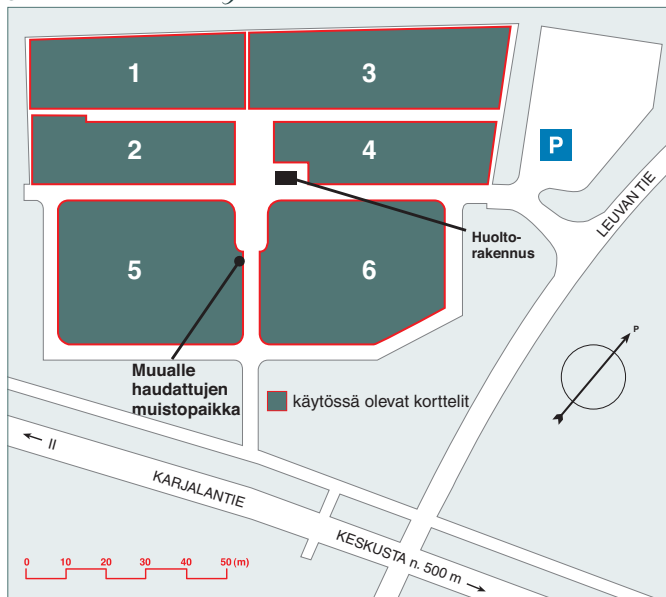 1
3
2
4
P
LEUVAN TIE
Huolto-
rakennus
5
6
P
Muualle
haudattujen
muistopaikka
käytössä olevat korttelit
II
KARJALANTIE
KESKUSTA n. 500 m
0 10 20 30 40 50 (m)